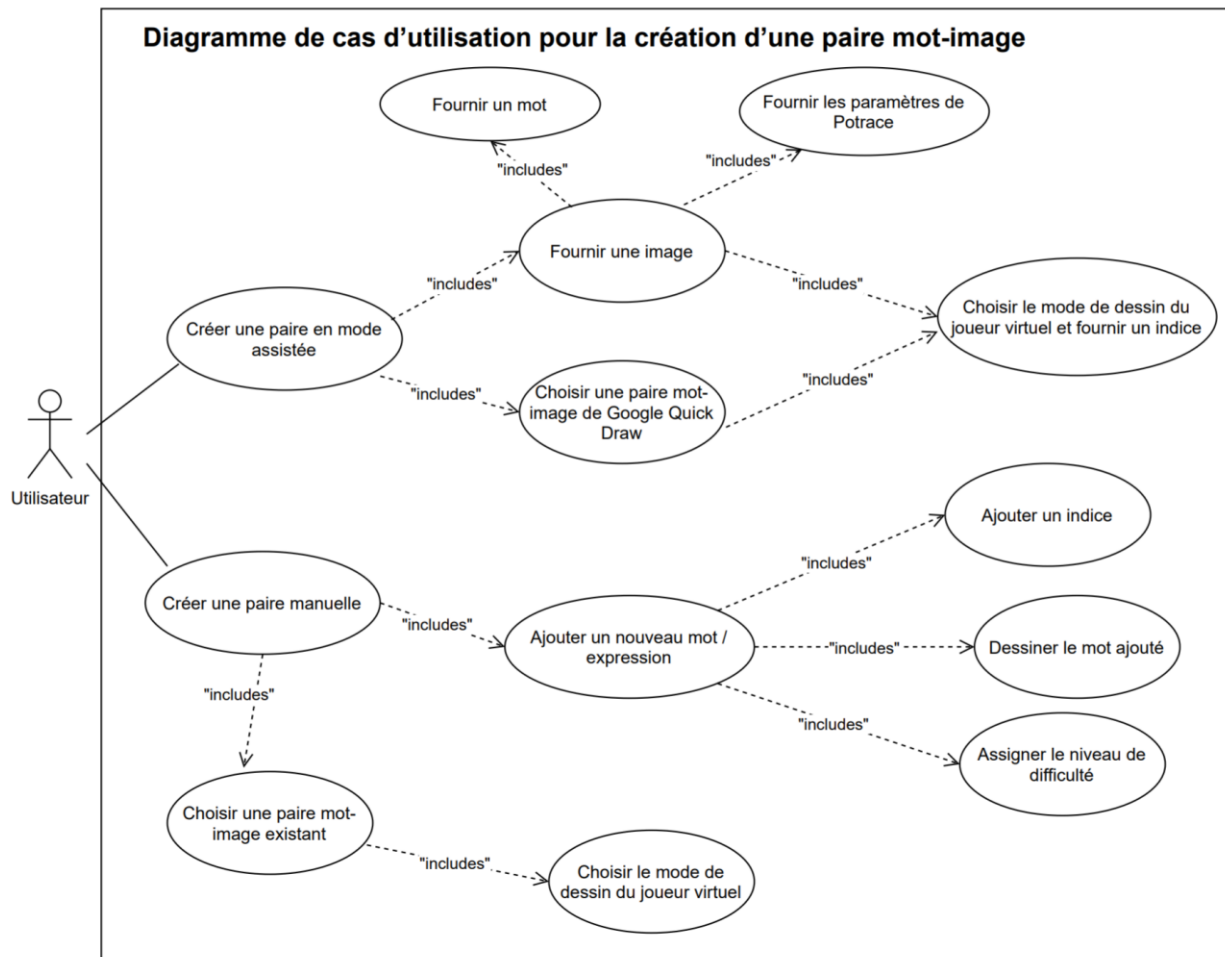 Diagramme de cas d'utilisation pour la création d'une paire mot-image
Fournir un mot
Fournir les paramètres de
Potrace
"includes"
"includes"
Fournir une image
"includes"
"includes"
Créer une paire en mode
assistée
Choisir le mode de dessin du
joueur virtuel et fournir un indice
"includes"
"includes"
Choisir une paire mot-
image de Google Quick
Draw
Utilisateur
Ajouter un indice
"includes"
Créer une paire manuelle
"includes"
Ajouter un nouveau mot /
expression
"includes"
Dessiner le mot ajouté
"includes"
"includes"
Assigner le niveau de
difficulté
Choisir une paire mot-
image existant
"includes"
Choisir le mode de
dessin du joueur virtuel